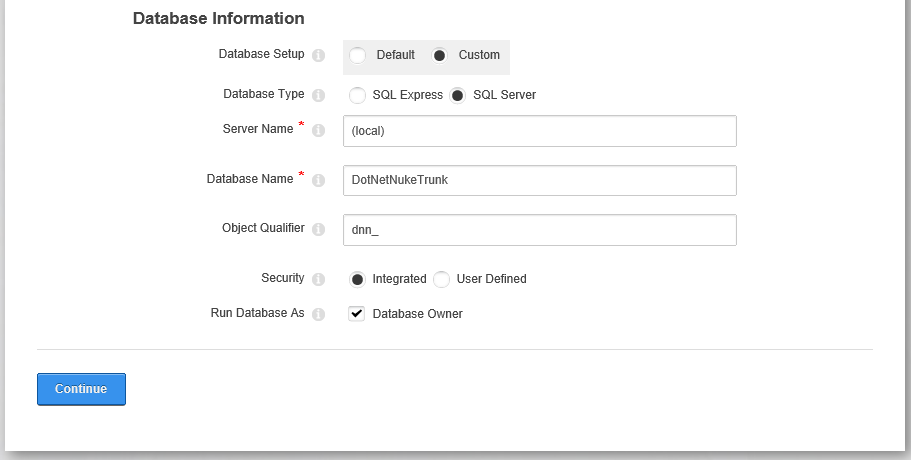 Database Information
Database Setup Default Custom
Database Type SQL Express SQL Server
Server Name * (local)
Database Name * DotNetNukeTrunk
Object Qualifier dnn_
Security Integrated User Defined
Run Database As Database Owner
Continue